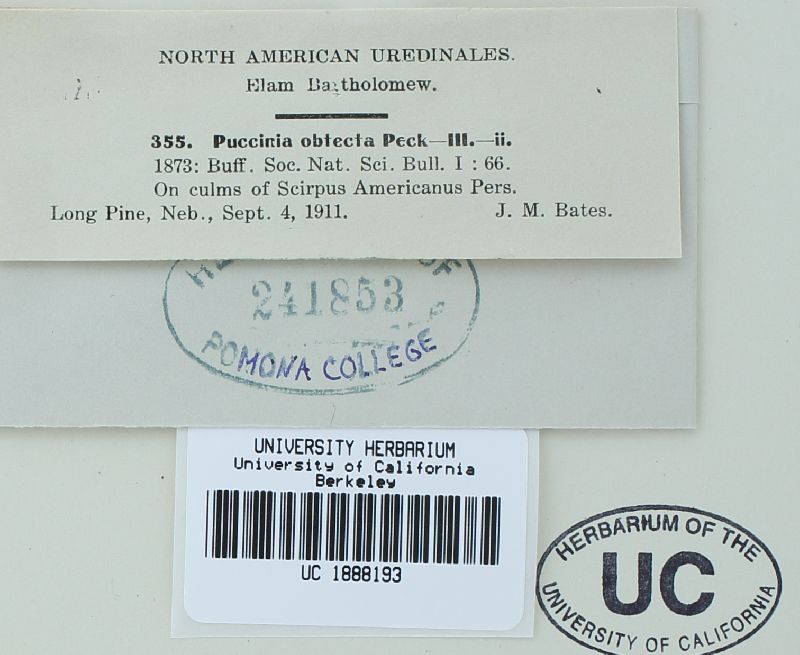 NORTH AMERICAN UREDINALES.
Elam Bartholomew.
355. Puccinia obtecta Peck—III.—ii.
1873: Buff. Soc. Nat. Sci. Bull. I : 66.
On culms of Scirpus Americanus Pers.
Long Pine, Neb., Sept. 4, 1911. J. M. Bates.
241853
POMONA COLLEGE
UNIVERSITY HERBARIUM
University of California
Berkeley
UC 1888193
HERBARIUM OF THE
UC
UNIVERSITY OF CALIFORNIA